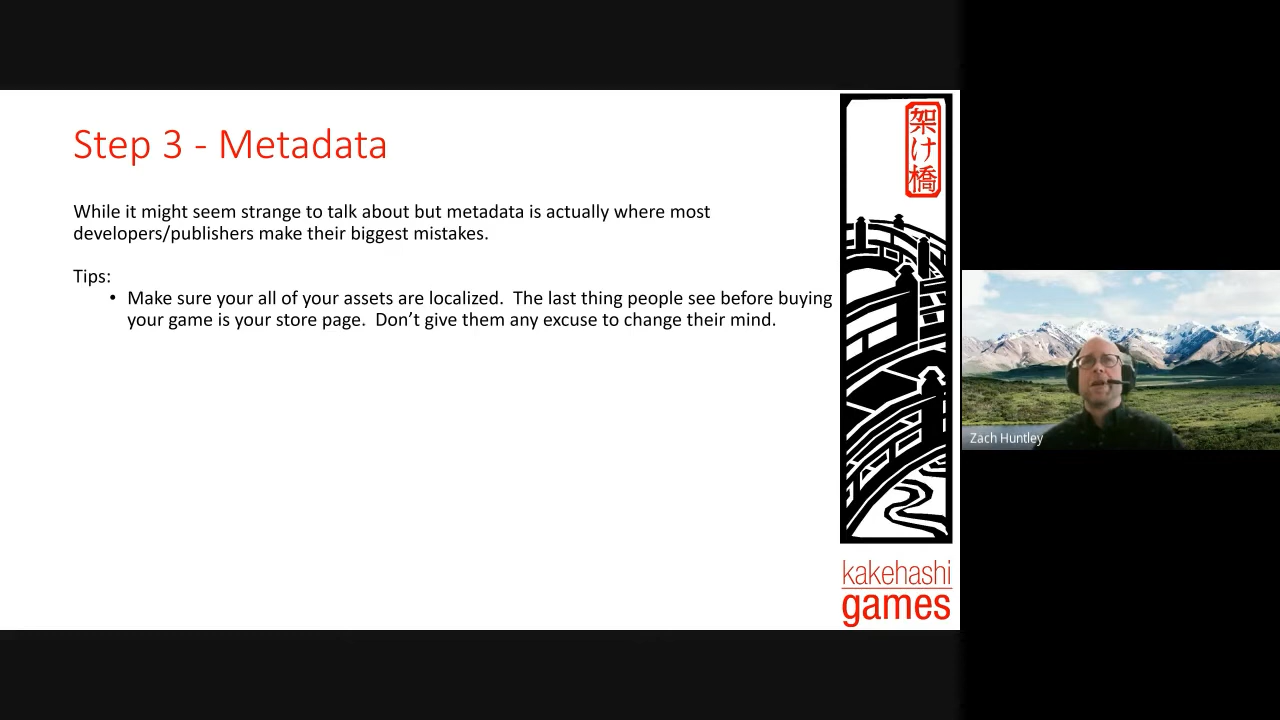 Step 3 - Metadata
While it might seem strange to talk about but metadata is actually where most
developers/publishers make their biggest mistakes.
Tips:
• Make sure your all of your assets are localized.  The last thing people see before buying
your game is your store page.  Don’t give them any excuse to change their mind.
架け橋
kakehashi
games
Zach Huntley